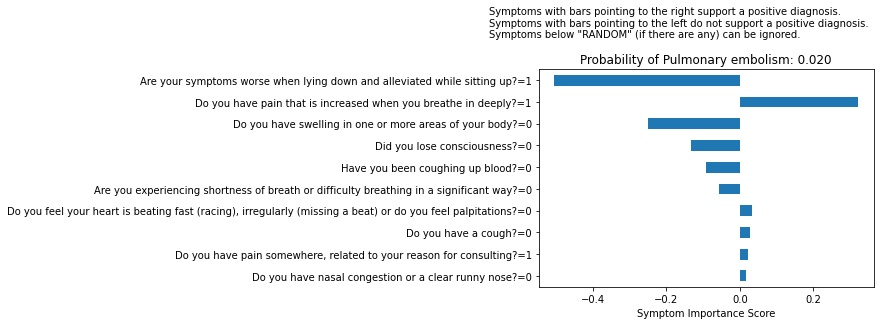 Symptoms with bars pointing to the right support a positive diagnosis.
Symptoms with bars pointing to the left do not support a positive diagnosis.
Symptoms below "RANDOM" (if there are any) can be ignored.
Probability of Pulmonary embolism: 0.020
Are your symptoms worse when lying down and alleviated while sitting up?=1
Do you have pain that is increased when you breathe in deeply?=1
Do you have swelling in one or more areas of your body?=0
Did you lose consciousness?=0
Have you been coughing up blood?=0
Are you experiencing shortness of breath or difficulty breathing in a significant way?=0
Do you feel your heart is beating fast (racing), irregularly (missing a beat) or do you feel palpitations?=0
Do you have a cough?=0
Do you have pain somewhere, related to your reason for consulting?=1
Do you have nasal congestion or a clear runny nose?=0
−0.4 −0.2 0.0 0.2
Symptom Importance Score